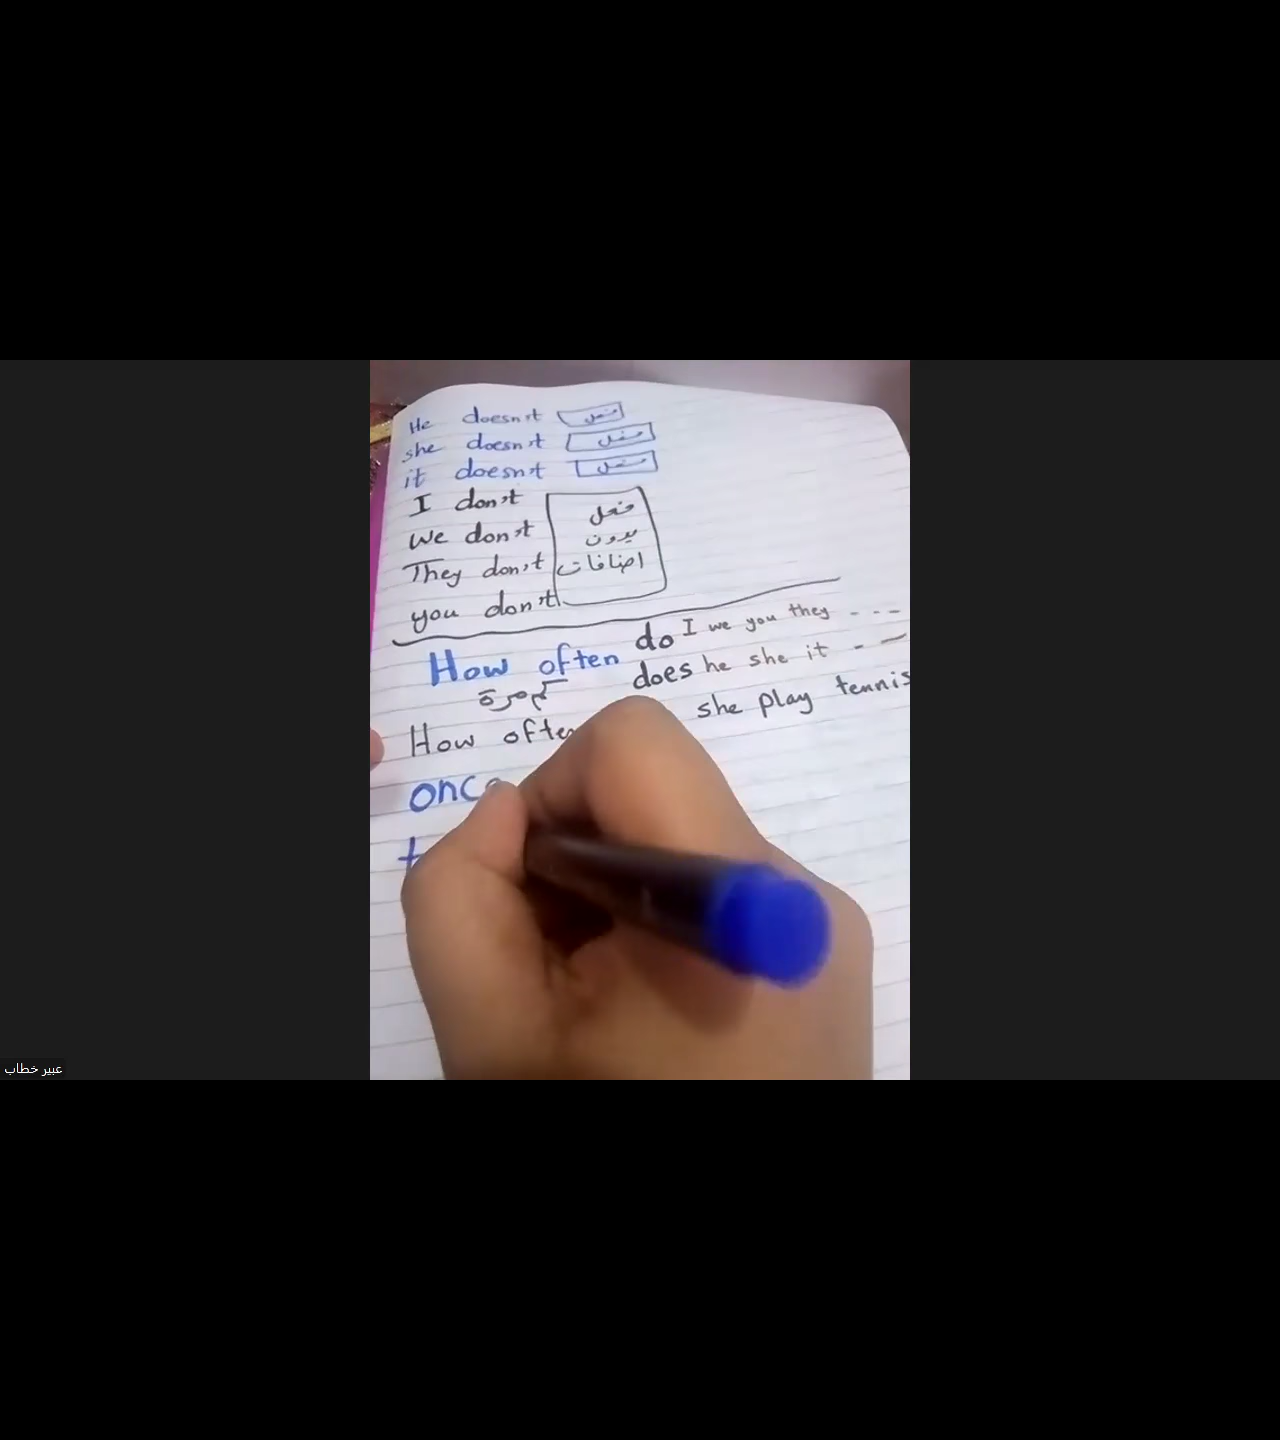 He doesn't فعل
she doesn't فعل
it doesn't فعل
I don't فعل
We don't بدون
They don't اضافات
you don't
How often do I we you they - - -
does he she it - -
كم مرة
she play tennis
How often
once
عبير خطاب